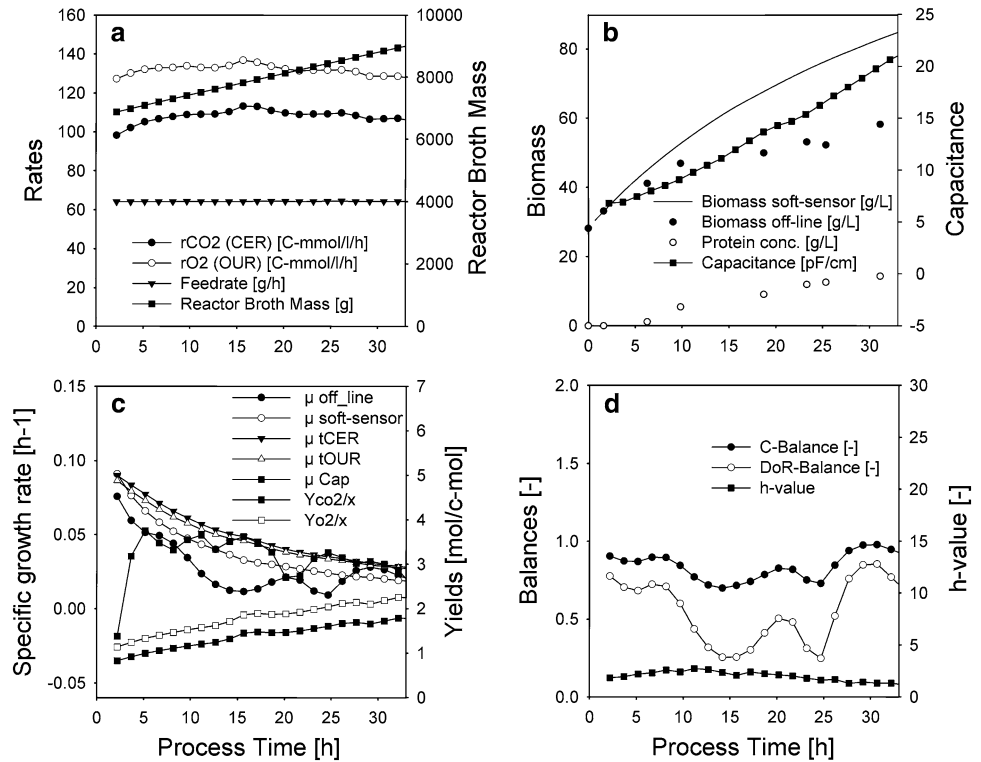 a
160
140
120
100
80
60
40
20
0
Rates
10000
8000
6000
4000
2000
0
Reactor Broth Mass
rCO2 (CER) [C-mmol/l/h]
rO2 (OUR) [C-mmol/l/h]
Feedrate [g/h]
Reactor Broth Mass [g]
0 5 10 15 20 25 30
b
80
60
40
20
0
Biomass
25
20
15
10
5
0
-5
Capacitance
Biomass soft-sensor [g/L]
Biomass off-line [g/L]
Protein conc. [g/L]
Capacitance [pF/cm]
0 5 10 15 20 25 30
c
0.15
0.10
0.05
0.00
-0.05
Specific growth rate [h-1]
7
6
5
4
3
2
1
0
Yields [mol/c-mol]
µ off_line
µ soft-sensor
µ tCER
µ tOUR
µ Cap
Yco2/x
Yo2/x
0 5 10 15 20 25 30
Process Time [h]
d
2.0
1.5
1.0
0.5
0.0
Balances [-]
30
25
20
15
10
5
0
h-value [-]
C-Balance [-]
DoR-Balance [-]
h-value
0 5 10 15 20 25 30
Process Time [h]